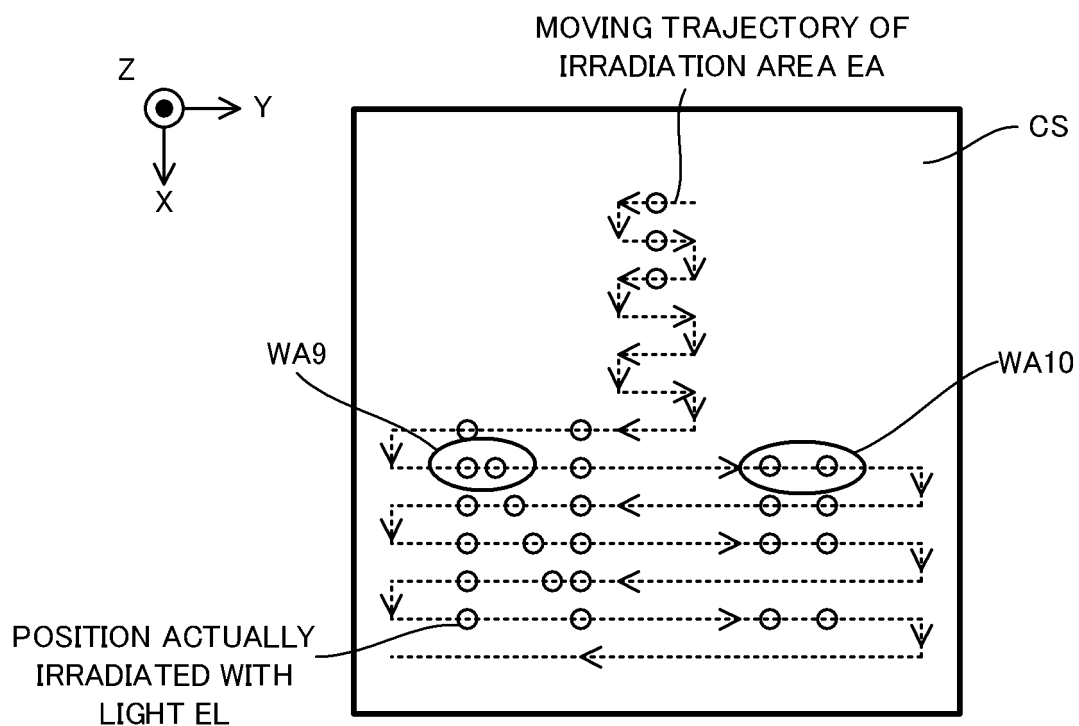 MOVING TRAJECTORY OF
IRRADIATION AREA EA
Z
Y
X
CS
WA9
WA10
POSITION ACTUALLY
IRRADIATED WITH
LIGHT EL